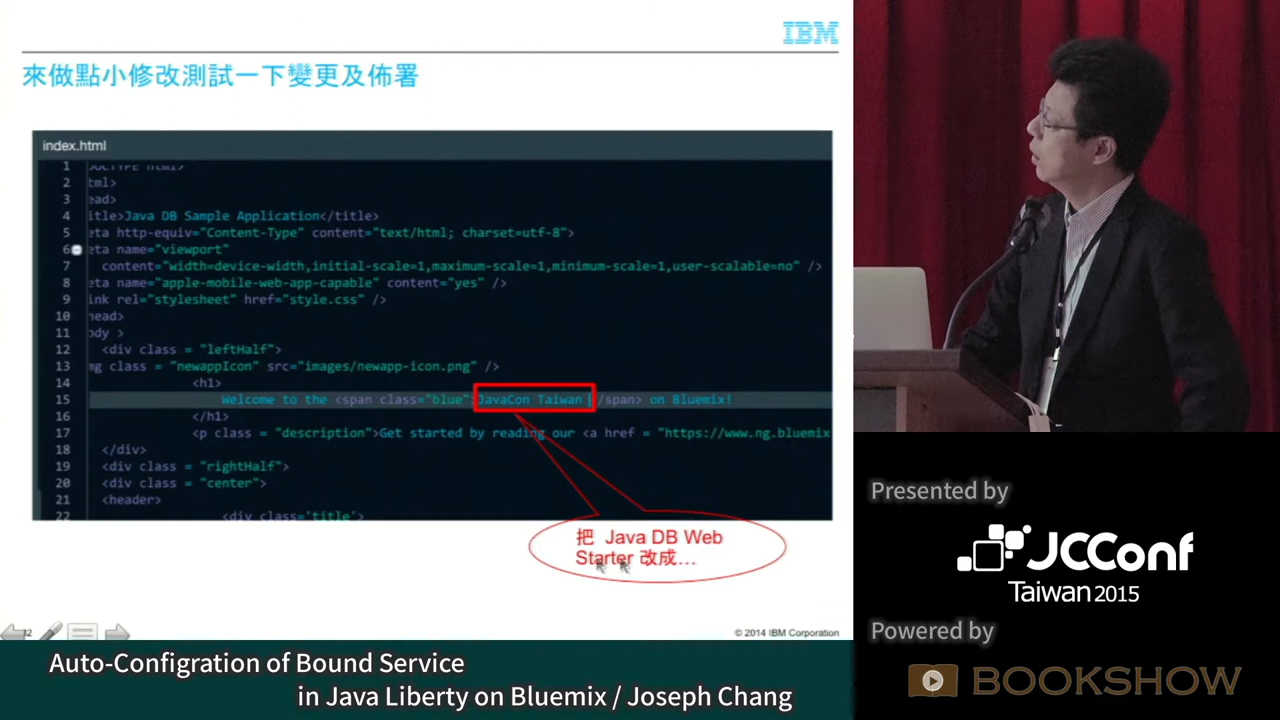 IBM
來做點小修改測試一下變更及佈署
index.html
1 DOCTYPE html>
2 tml>
3 ead>
4 itle>Java DB Sample Application</title>
5 eta http-equiv="Content-Type" content="text/html; charset=utf-8">
6 eta name="viewport"
7 content="width=device-width,initial-scale=1,maximum-scale=1,minimum-scale=1,user-scalable=no" />
8 eta name="apple-mobile-web-app-capable" content="yes" />
9 ink rel="stylesheet" href="style.css" />
10 head>
11 ody >
12 <div class = "leftHalf">
13 mg class = "newappIcon" src="images/newapp-icon.png" />
14 <h1>
15 Welcome to the <span class="blue">JavaCon Taiwan </span> on Bluemix!
16 </h1>
17 <p class = "description">Get started by reading our <a href = "https://www.ng.bluemix
18 </div>
19 <div class = "rightHalf">
20 <div class = "center">
21 <header>
22 <div class='title'>
把 Java DB Web
Starter 改成...
© 2014 IBM Corporation
Auto-Configration of Bound Service
in Java Liberty on Bluemix / Joseph Chang
Presented by
JCConf
Taiwan 2015
Powered by
BOOKSHOW